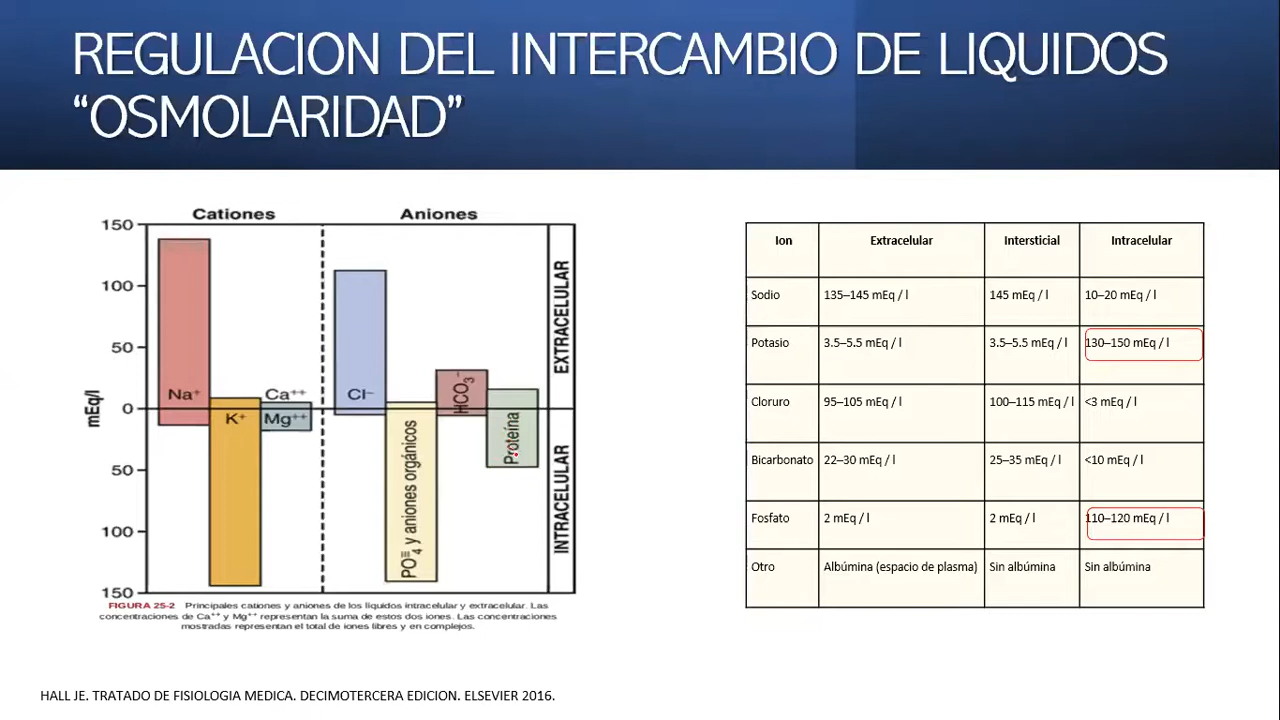 REGULACION DEL INTERCAMBIO DE LIQUIDOS
“OSMOLARIDAD”
Cationes Aniones
150
100
50
0
50
100
150
mEq/l
Na⁺
K⁺
Ca⁺⁺
Mg⁺⁺
Cl⁻
PO₄≡ y aniones orgánicos
HCO₃⁻
Proteína
EXTRACELULAR
INTRACELULAR
FIGURA 25-2 Principales cationes y aniones de los líquidos intracelular y extracelular. Las
concentraciones de Ca⁺⁺ y Mg⁺⁺ representan la suma de estos dos iones. Las concentraciones
mostradas representan el total de iones libres y en complejos.
Ion Extracelular Intersticial Intracelular
Sodio 135–145 mEq / l 145 mEq / l 10–20 mEq / l
Potasio 3.5–5.5 mEq / l 3.5–5.5 mEq / l 130–150 mEq / l
Cloruro 95–105 mEq / l 100–115 mEq / l <3 mEq / l
Bicarbonato 22–30 mEq / l 25–35 mEq / l <10 mEq / l
Fosfato 2 mEq / l 2 mEq / l 110–120 mEq / l
Otro Albúmina (espacio de plasma) Sin albúmina Sin albúmina
HALL JE. TRATADO DE FISIOLOGIA MEDICA. DECIMOTERCERA EDICION. ELSEVIER 2016.